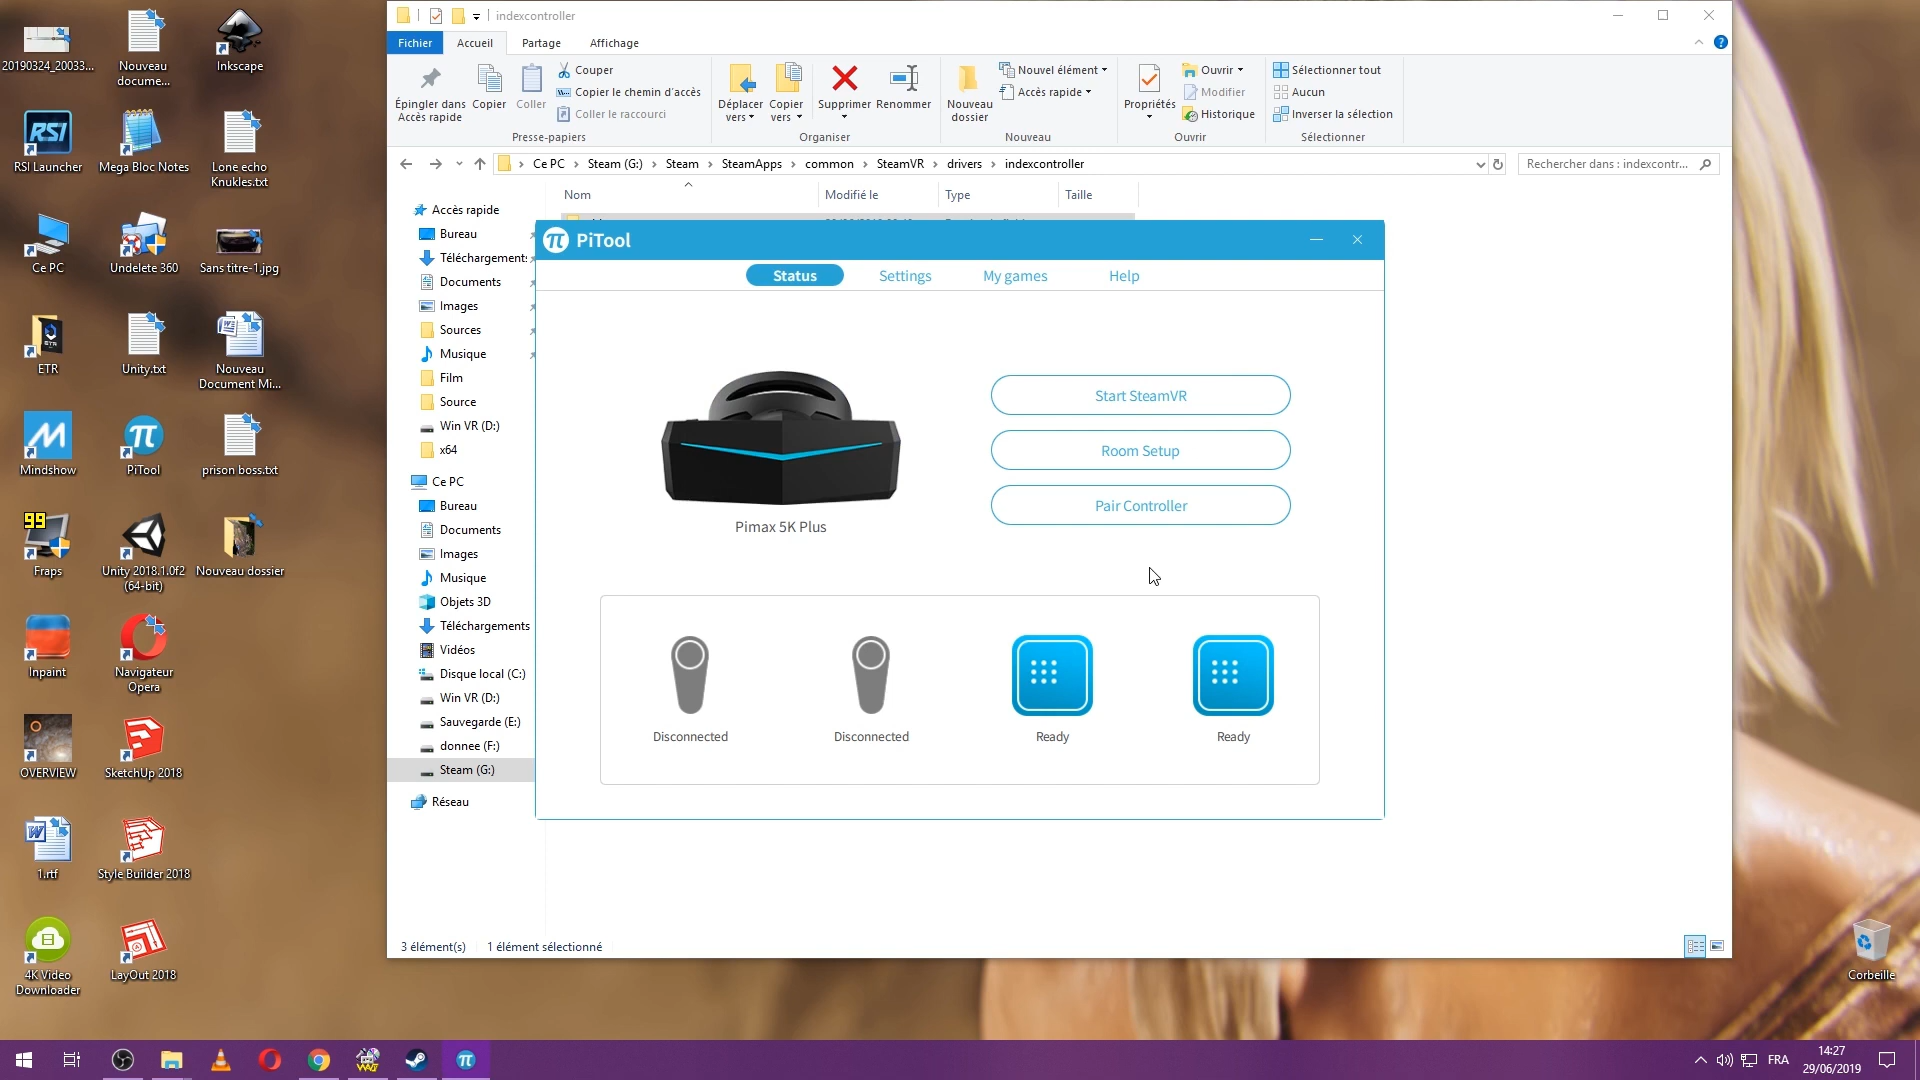 20190324_20033...
Nouveau
docume...
Inkscape
RSI
RSI Launcher
Mega Bloc Notes
Lone echo
Knukles.txt
Ce PC
Undelete 360
Sans titre-1.jpg
ETR
Unity.txt
Nouveau
Document Mi...
Mindshow
PiTool
prison boss.txt
99
Fraps
Unity 2018.1.0f2
(64-bit)
Nouveau dossier
Inpaint
Navigateur
Opera
OVERVIEW
SketchUp 2018
1.rtf
Style Builder 2018
4K Video
Downloader
LayOut 2018
indexcontroller
Fichier
Accueil
Partage
Affichage
Épingler dans
Accès rapide
Copier
Coller
Couper
Copier le chemin d'accès
Coller le raccourci
Presse-papiers
Déplacer
vers
Copier
vers
Supprimer
Renommer
Organiser
Nouveau
dossier
Nouvel élément
Accès rapide
Nouveau
Propriétés
Ouvrir
Modifier
Historique
Ouvrir
Sélectionner tout
Aucun
Inverser la sélection
Sélectionner
Ce PC > Steam (G:) > Steam > SteamApps > common > SteamVR > drivers > indexcontroller
Rechercher dans : indexcontr...
Nom
Modifié le
Type
Taille
Accès rapide
Bureau
Téléchargement:
Documents
Images
Sources
Musique
Film
Source
Win VR (D:)
x64
Ce PC
Bureau
Documents
Images
Musique
Objets 3D
Téléchargements
Vidéos
Disque local (C:)
Win VR (D:)
Sauvegarde (E:)
donnee (F:)
Steam (G:)
Réseau
3 élément(s)
1 élément sélectionné
π PiTool
Status
Settings
My games
Help
Pimax 5K Plus
Start SteamVR
Room Setup
Pair Controller
Disconnected
Disconnected
Ready
Ready
Corbeille
FRA
14:27
29/06/2019